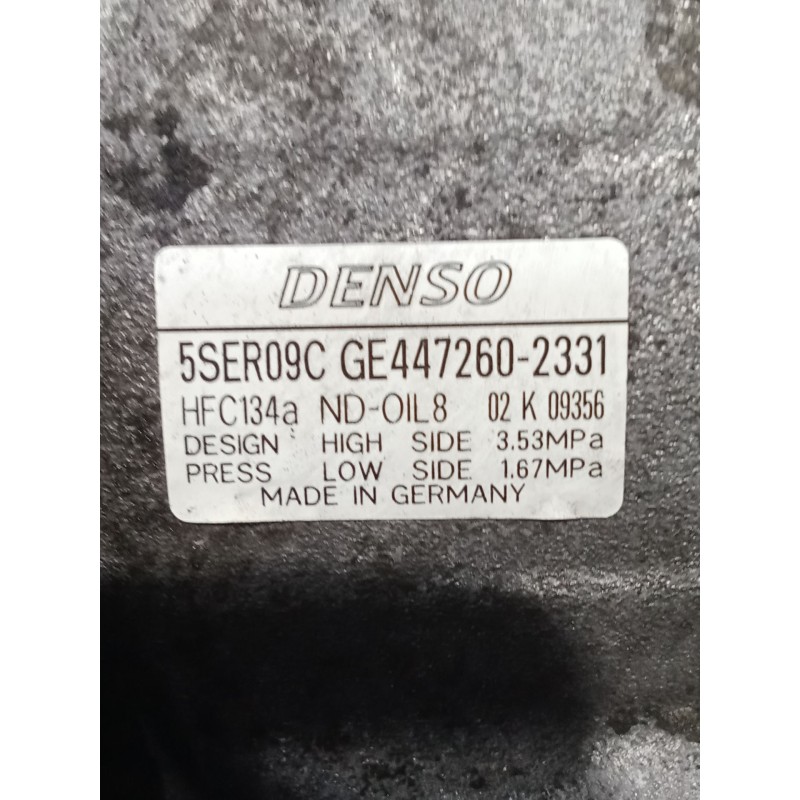 DENSO
5SER09C GE447260-2331
HFC134a ND-OIL8 02 K 09356
DESIGN HIGH SIDE 3.53MPa
PRESS LOW SIDE 1.67MPa
MADE IN GERMANY